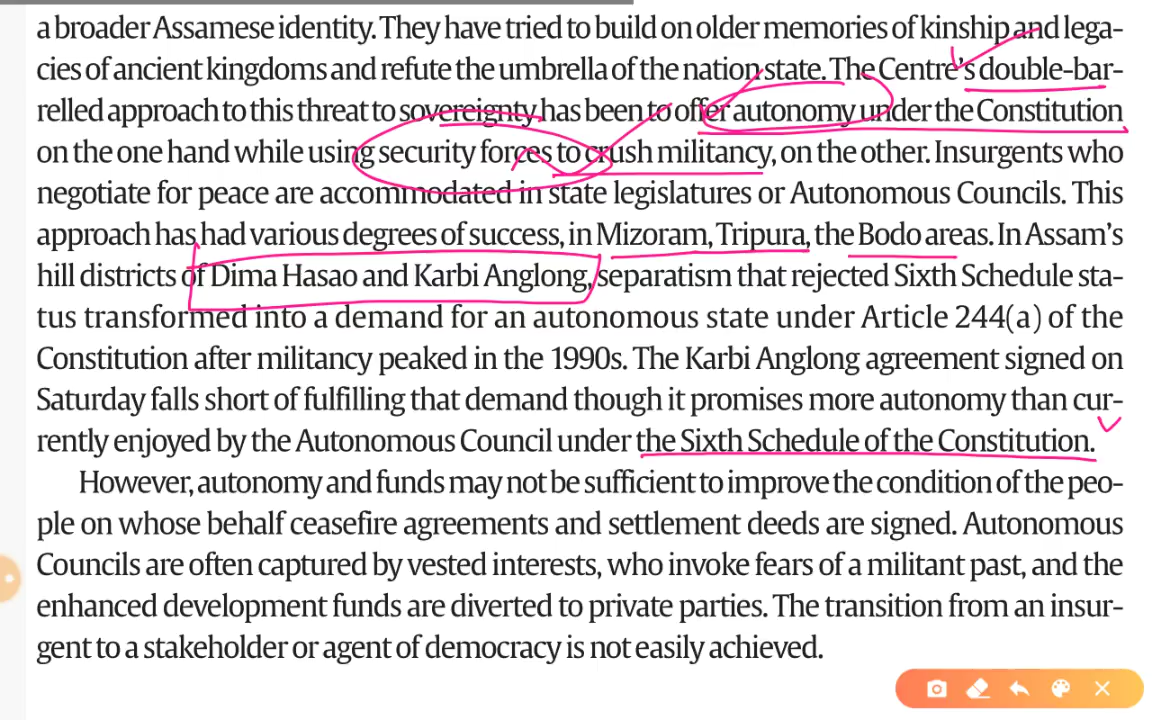 a broader Assamese identity. They have tried to build on older memories of kinship and lega-
cies of ancient kingdoms and refute the umbrella of the nation state. The Centre's double-bar-
relled approach to this threat to sovereignty has been to offer autonomy under the Constitution
on the one hand while using security forces to crush militancy, on the other. Insurgents who
negotiate for peace are accommodated in state legislatures or Autonomous Councils. This
approach has had various degrees of success, in Mizoram, Tripura, the Bodo areas. In Assam's
hill districts of Dima Hasao and Karbi Anglong, separatism that rejected Sixth Schedule sta-
tus transformed into a demand for an autonomous state under Article 244(a) of the
Constitution after militancy peaked in the 1990s. The Karbi Anglong agreement signed on
Saturday falls short of fulfilling that demand though it promises more autonomy than cur-
rently enjoyed by the Autonomous Council under the Sixth Schedule of the Constitution.
However, autonomy and funds may not be sufficient to improve the condition of the peo-
ple on whose behalf ceasefire agreements and settlement deeds are signed. Autonomous
Councils are often captured by vested interests, who invoke fears of a militant past, and the
enhanced development funds are diverted to private parties. The transition from an insur-
gent to a stakeholder or agent of democracy is not easily achieved.